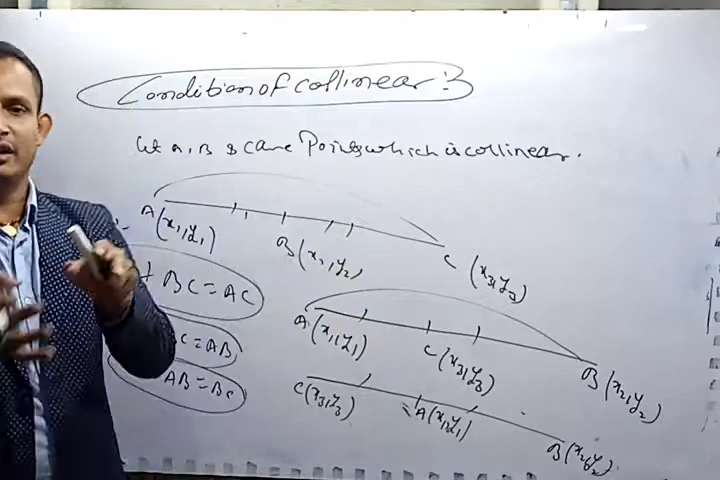 Condition of collinear :-
Let A, B & C are Points which is collinear.
A(x₁,y₁)
B(x₂,y₂)
C(x₃,y₃)
+ BC = AC
C = AB
AB = BC
A(x₁,y₁)
C(x₃,y₃)
B(x₂,y₂)
C(x₃,y₃)
A(x₁,y₁)
B(x₂,y₂)